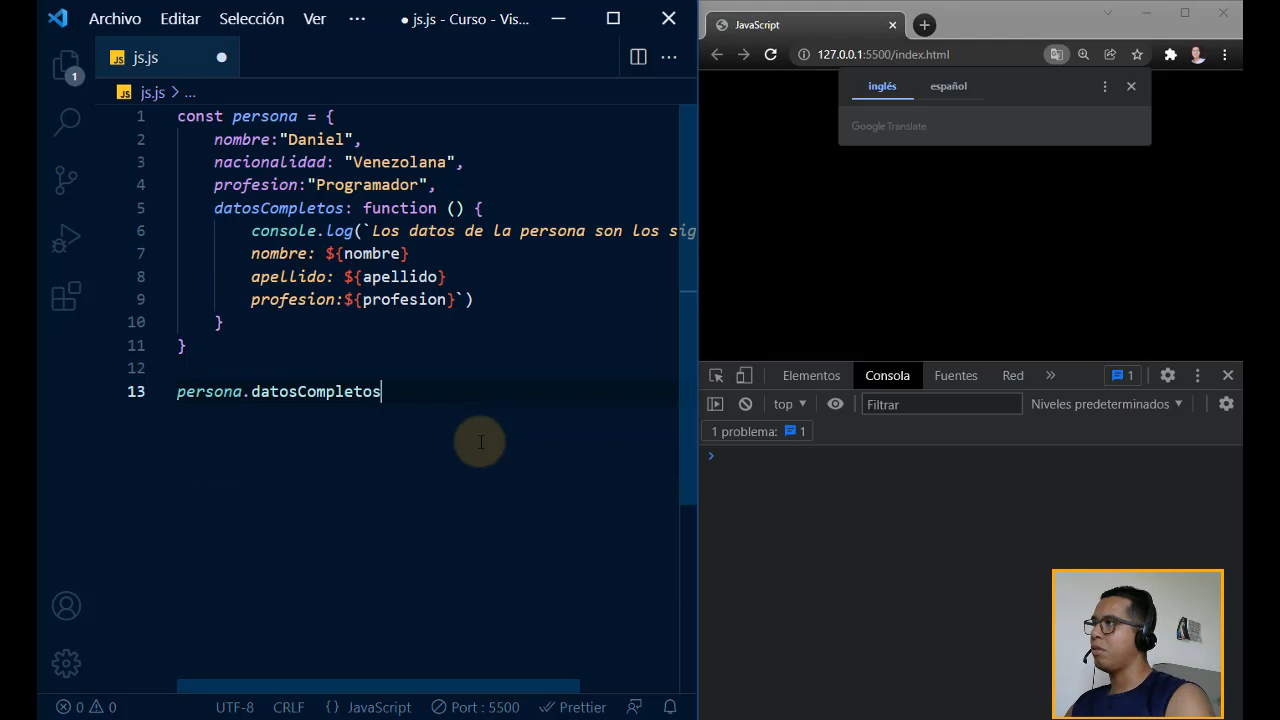 Archivo Editar Selección Ver ··· ● js.js - Curso - Vis...
JavaScript
1
JS js.js
127.0.0.1:5500/index.html
inglés español
Google Translate
JS js.js > ...
1 const persona = {
2 nombre:"Daniel",
3 nacionalidad: "Venezolana",
4 profesion:"Programador",
5 datosCompletos: function () {
6 console.log(`Los datos de la persona son los sig
7 nombre: ${nombre}
8 apellido: ${apellido}
9 profesion:${profesion}`)
10 }
11 }
12
13 persona.datosCompletos
Elementos Consola Fuentes Red » 1
top Filtrar Niveles predeterminados
1 problema: 1
>
0 0 UTF-8 CRLF {} JavaScript Port : 5500 Prettier